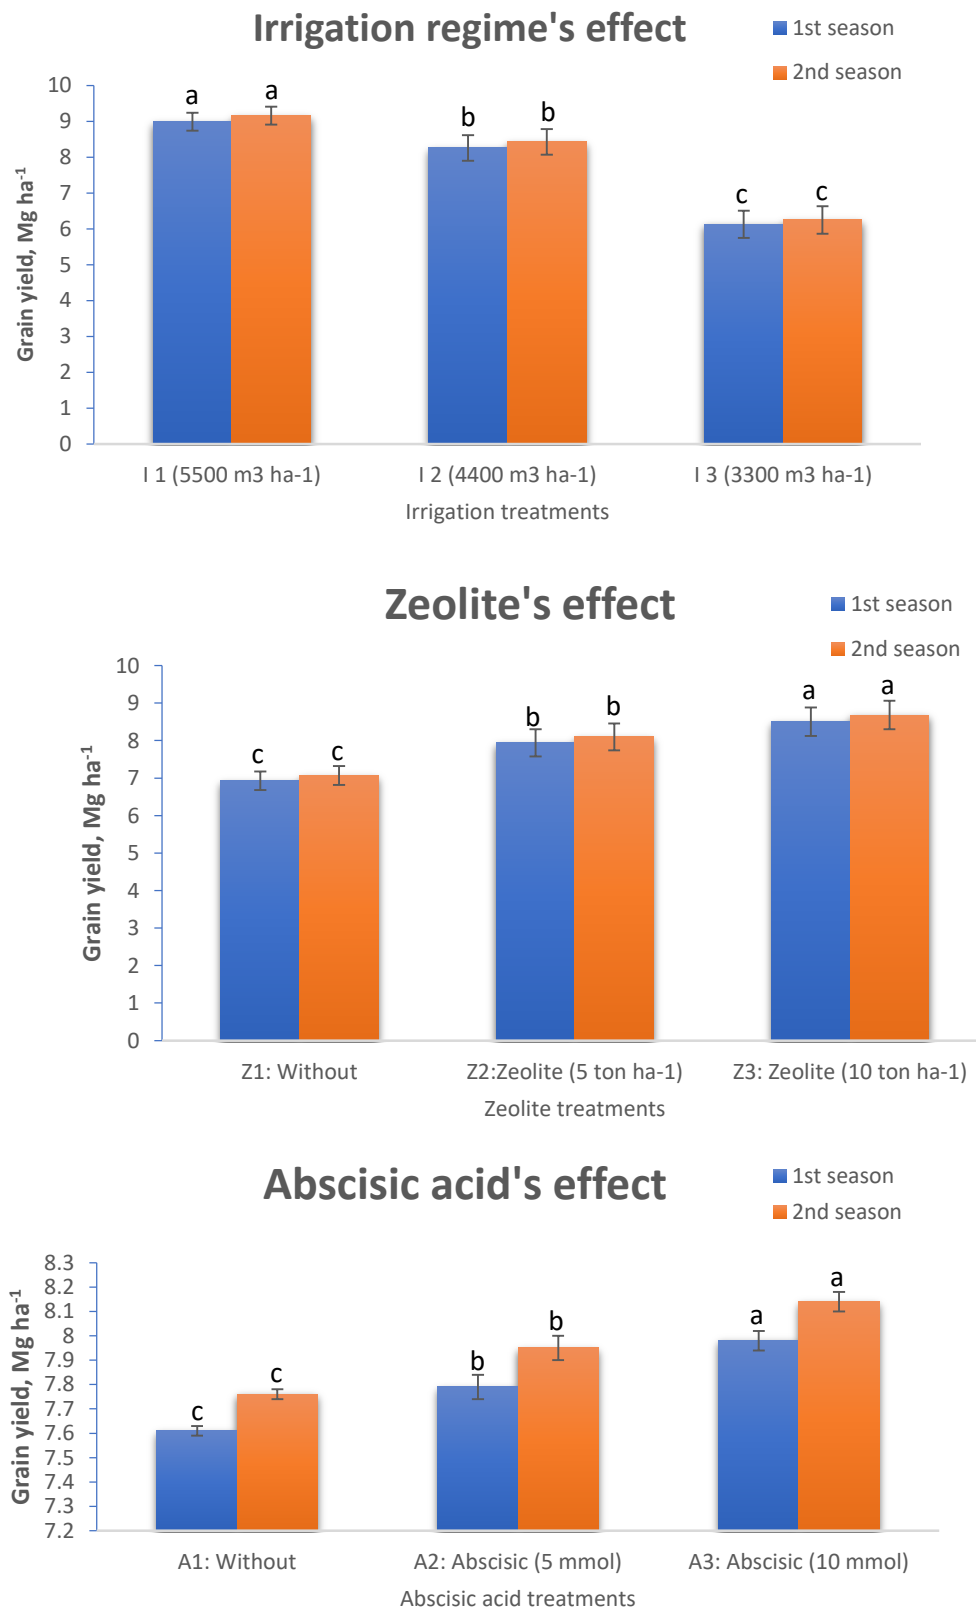 Irrigation regime's effect
1st season
2nd season
10
9
8
7
6
5
4
3
2
1
0
Grain yield, Mg ha-1
a a b b c c
I 1 (5500 m3 ha-1) I 2 (4400 m3 ha-1) I 3 (3300 m3 ha-1)
Irrigation treatments
Zeolite's effect
1st season
2nd season
10
9
8
7
6
5
4
3
2
1
0
Grain yield, Mg ha-1
c c b b a a
Z1: Without Z2:Zeolite (5 ton ha-1) Z3: Zeolite (10 ton ha-1)
Zeolite treatments
Abscisic acid's effect
1st season
2nd season
8.3
8.2
8.1
8
7.9
7.8
7.7
7.6
7.5
7.4
7.3
7.2
Grain yield, Mg ha-1
c c b b a a
A1: Without A2: Abscisic (5 mmol) A3: Abscisic (10 mmol)
Abscisic acid treatments